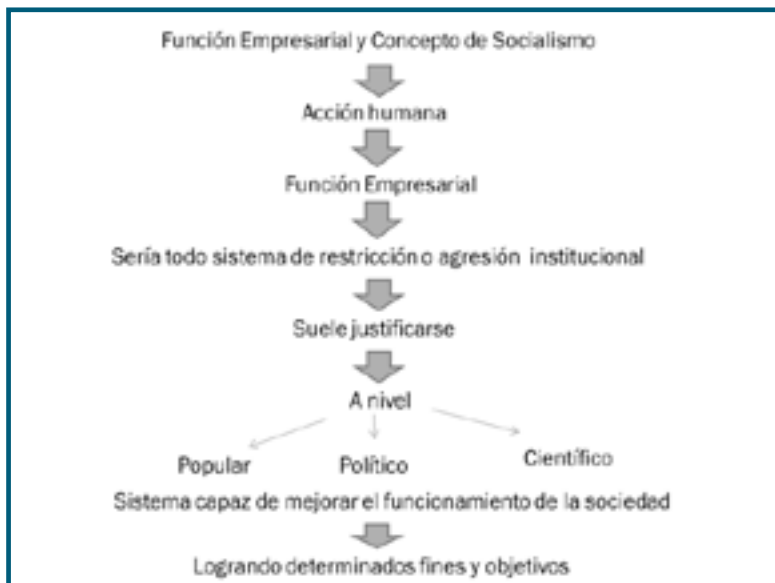 Función Empresarial y Concepto de Socialismo
Acción humana
Función Empresarial
Sería todo sistema de restricción o agresión institucional
Suele justificarse
A nivel
Popular Político Científico
Sistema capaz de mejorar el funcionamiento de la sociedad
Logrando determinados fines y objetivos